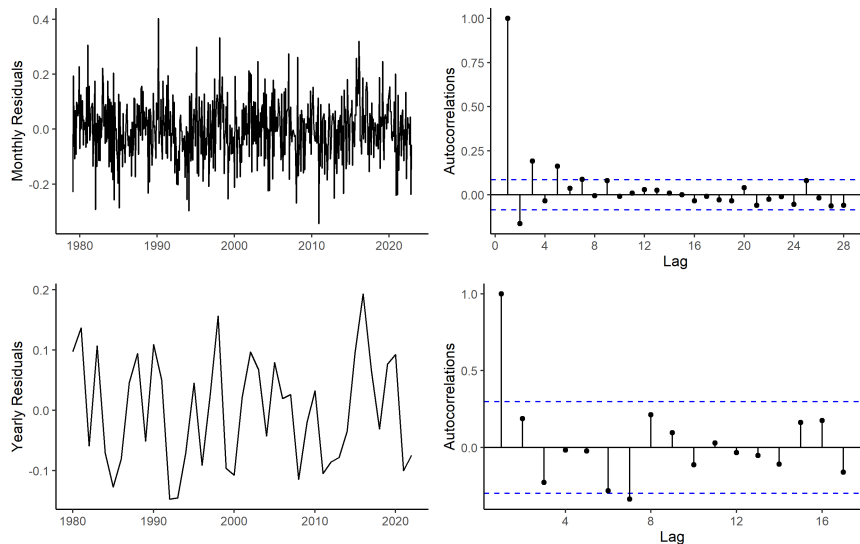 Monthly Residuals
0.4
0.2
0.0
-0.2
1980 1990 2000 2010 2020
Autocorrelations
1.00
0.75
0.50
0.25
0.00
0 4 8 12 16 20 24 28
Lag
Yearly Residuals
0.2
0.1
0.0
-0.1
1980 1990 2000 2010 2020
Autocorrelations
1.0
0.5
0.0
4 8 12 16
Lag